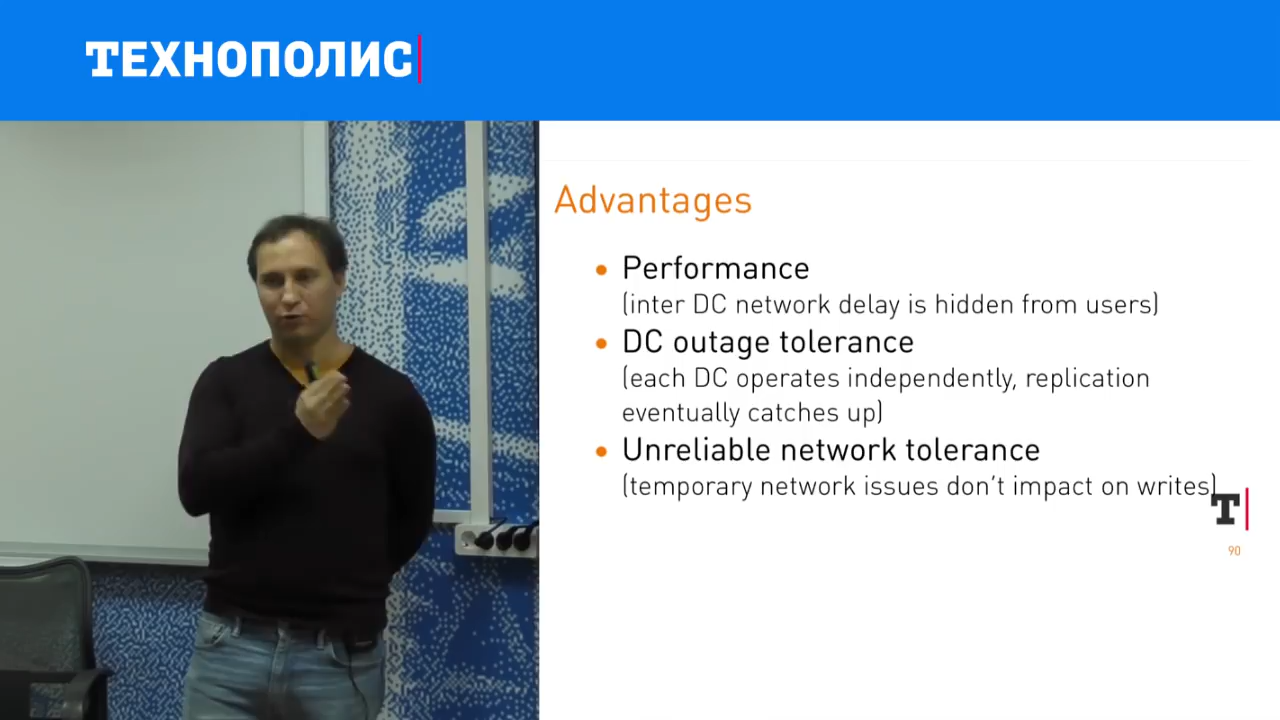 ТЕХНОПОЛИС
Advantages
Performance
(inter DC network delay is hidden from users)
DC outage tolerance
(each DC operates independently, replication
eventually catches up)
Unreliable network tolerance
(temporary network issues don't impact on writes)
T
90